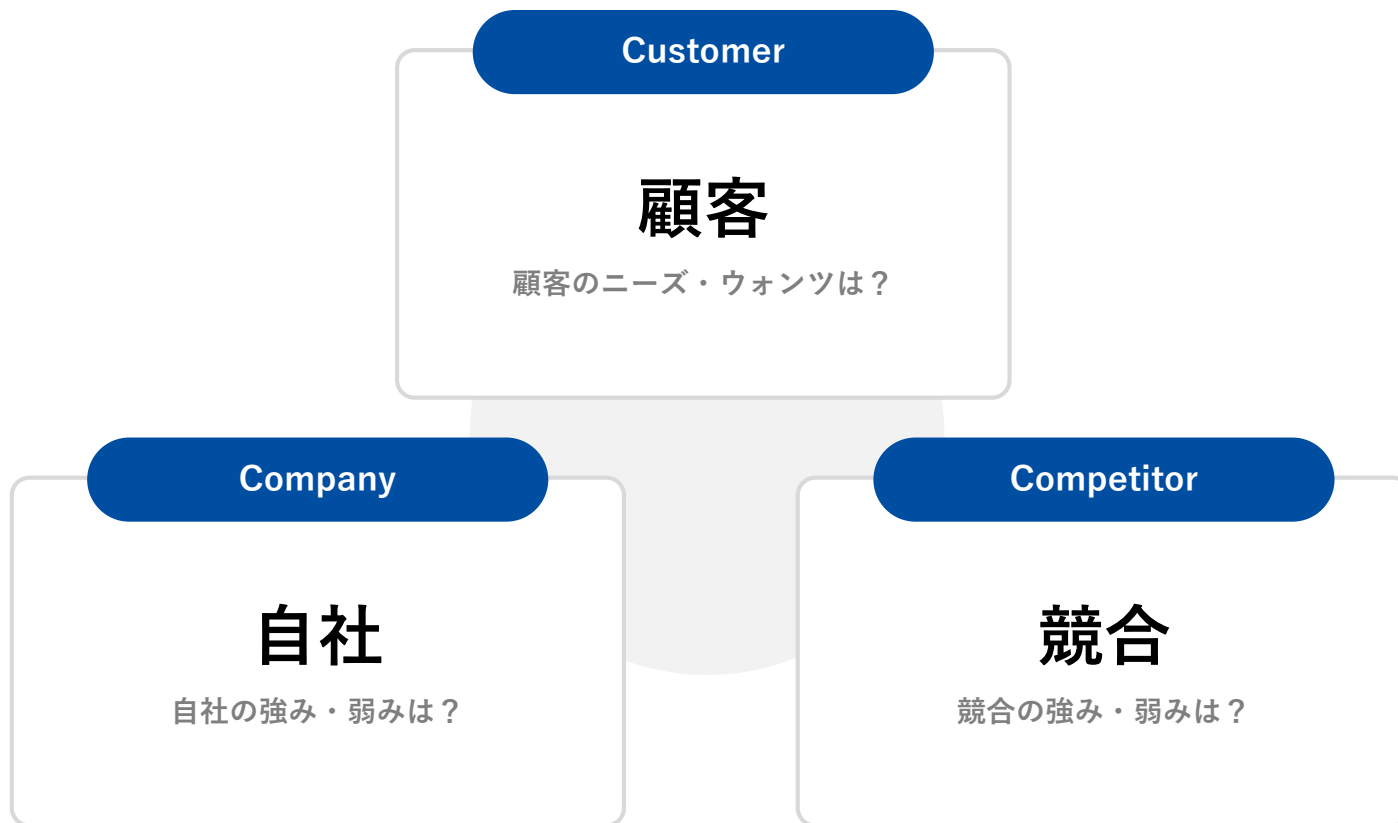 Customer
顧客
顧客のニーズ・ウォンツは？
Company
自社
自社の強み・弱みは？
Competitor
競合
競合の強み・弱みは？